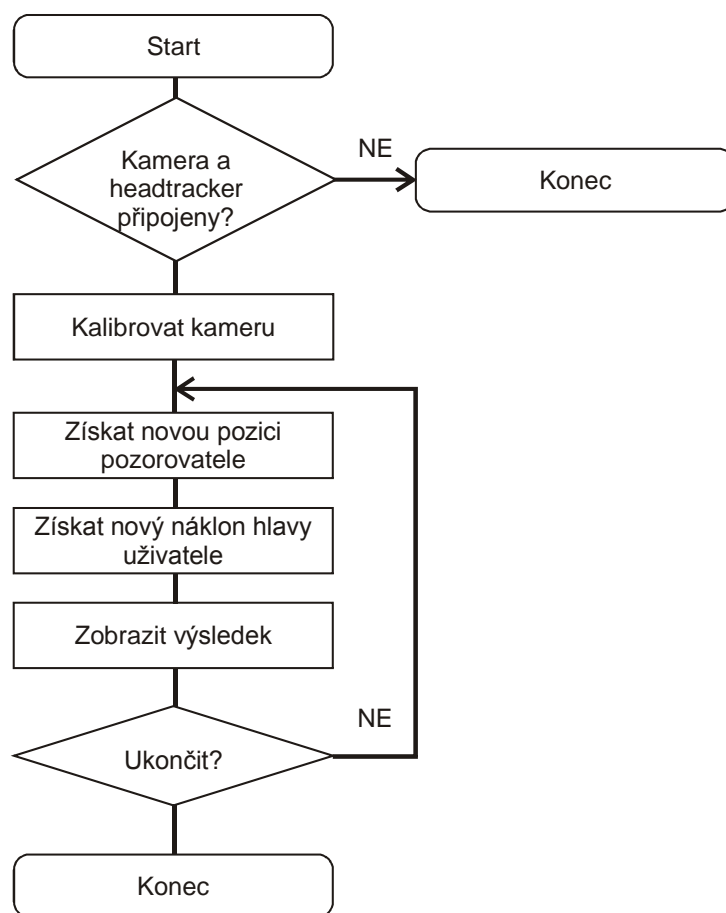 Start
Kamera a
headtracker
připojeny?
NE
Konec
Kalibrovat kameru
Získat novou pozici
pozorovatele
Získat nový náklon hlavy
uživatele
Zobrazit výsledek
NE
Ukončit?
Konec